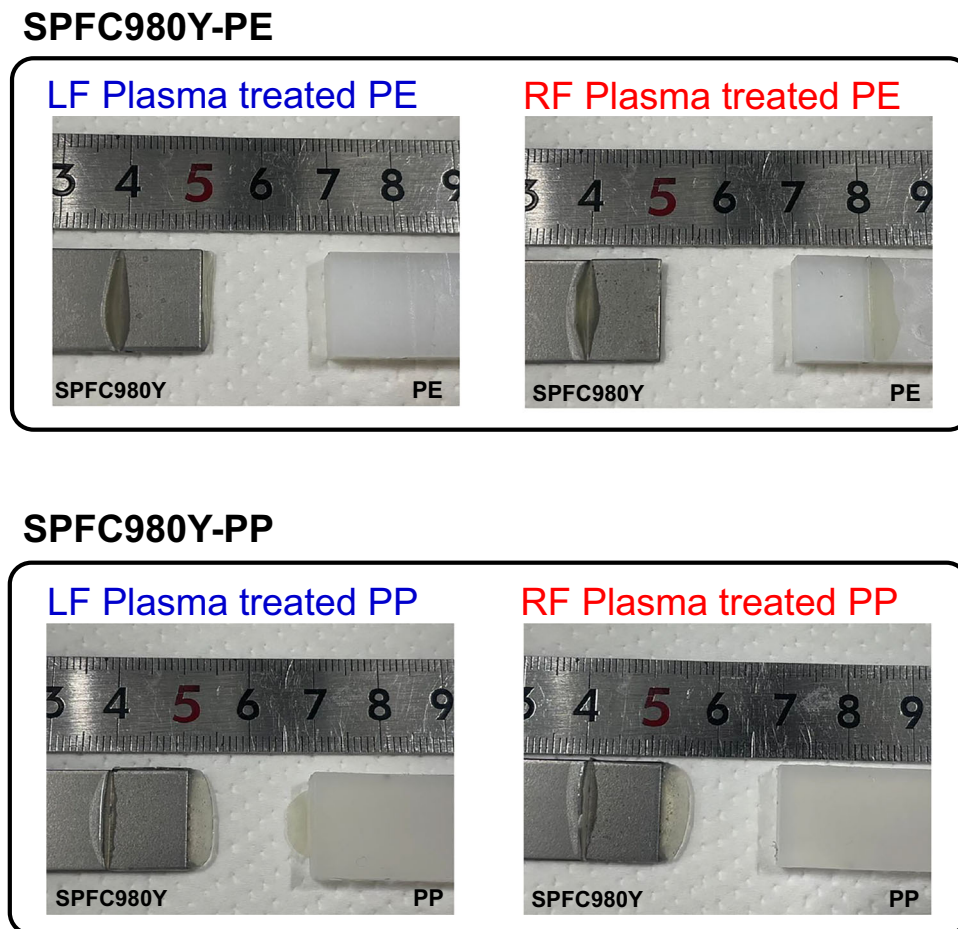 SPFC980Y-PE
LF Plasma treated PE
RF Plasma treated PE
3 4 5 6 7 8 9
3 4 5 6 7 8 9
SPFC980Y
PE
SPFC980Y
PE
SPFC980Y-PP
LF Plasma treated PP
RF Plasma treated PP
3 4 5 6 7 8 9
3 4 5 6 7 8 9
SPFC980Y
PP
SPFC980Y
PP